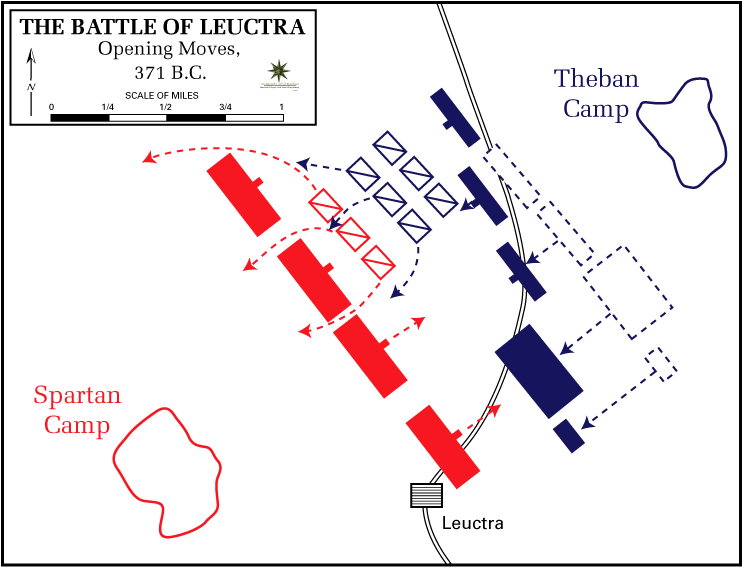 THE BATTLE OF LEUCTRA
Opening Moves,
371 B.C.
N
SCALE OF MILES
0 1/4 1/2 3/4 1
Theban
Camp
Spartan
Camp
Leuctra